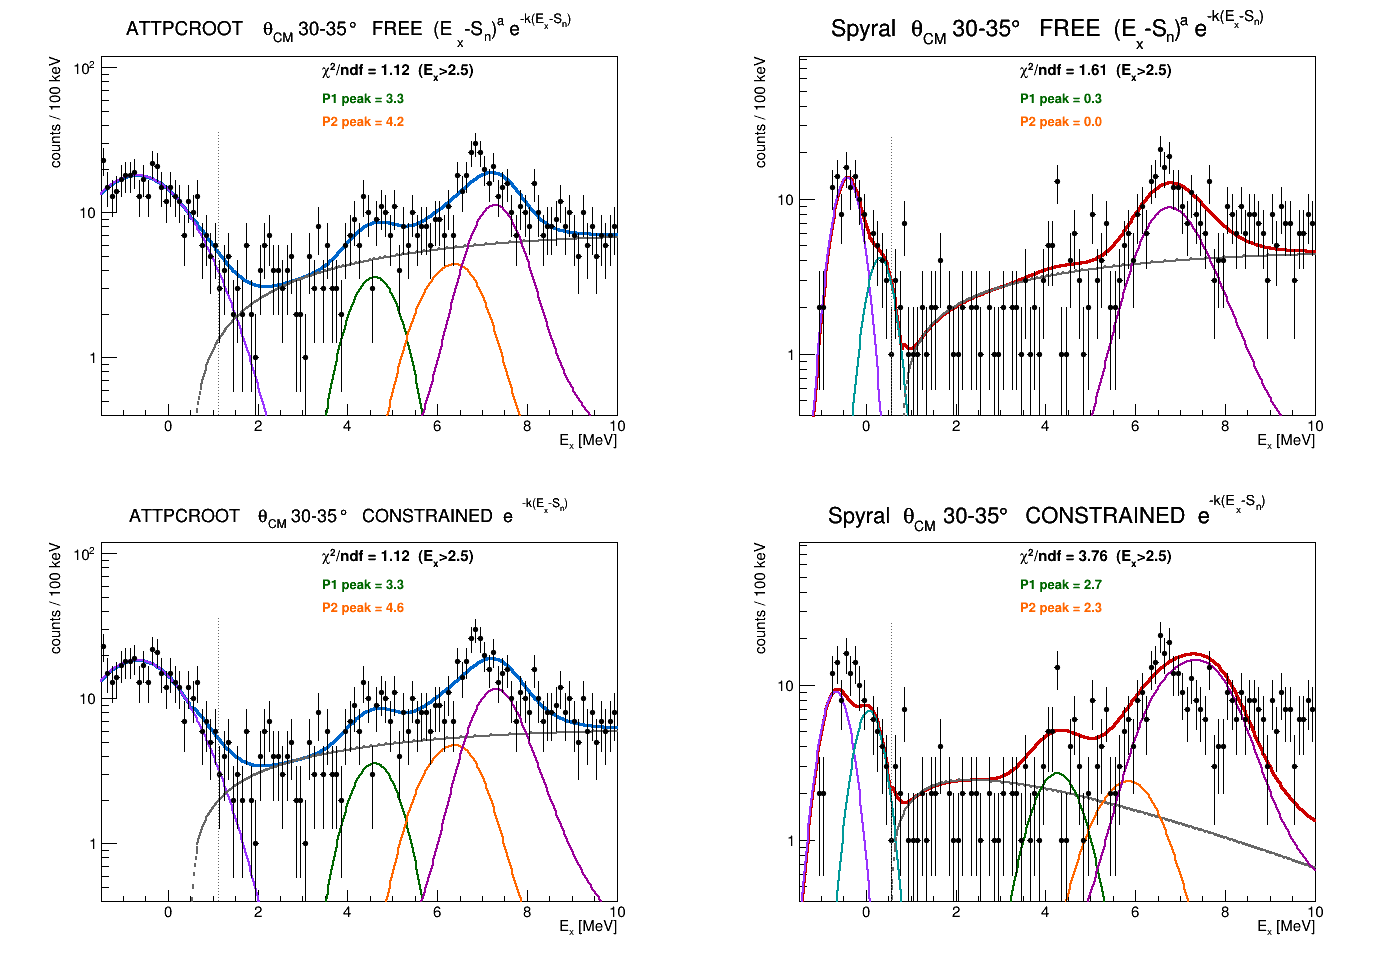 ATTPCROOT θCM 30-35° FREE (Ex-Sn)^a e^-k(Ex-Sn)
χ²/ndf = 1.12 (Ex>2.5)
P1 peak = 3.3
P2 peak = 4.2
counts / 100 keV
10²
10
1
0 2 4 6 8 10
Ex [MeV]
Spyral θCM 30-35° FREE (Ex-Sn)^a e^-k(Ex-Sn)
χ²/ndf = 1.61 (Ex>2.5)
P1 peak = 0.3
P2 peak = 0.0
counts / 100 keV
10
1
0 2 4 6 8 10
Ex [MeV]
ATTPCROOT θCM 30-35° CONSTRAINED e^-k(Ex-Sn)
χ²/ndf = 1.12 (Ex>2.5)
P1 peak = 3.3
P2 peak = 4.6
counts / 100 keV
10²
10
1
0 2 4 6 8 10
Ex [MeV]
Spyral θCM 30-35° CONSTRAINED e^-k(Ex-Sn)
χ²/ndf = 3.76 (Ex>2.5)
P1 peak = 2.7
P2 peak = 2.3
counts / 100 keV
10
1
0 2 4 6 8 10
Ex [MeV]